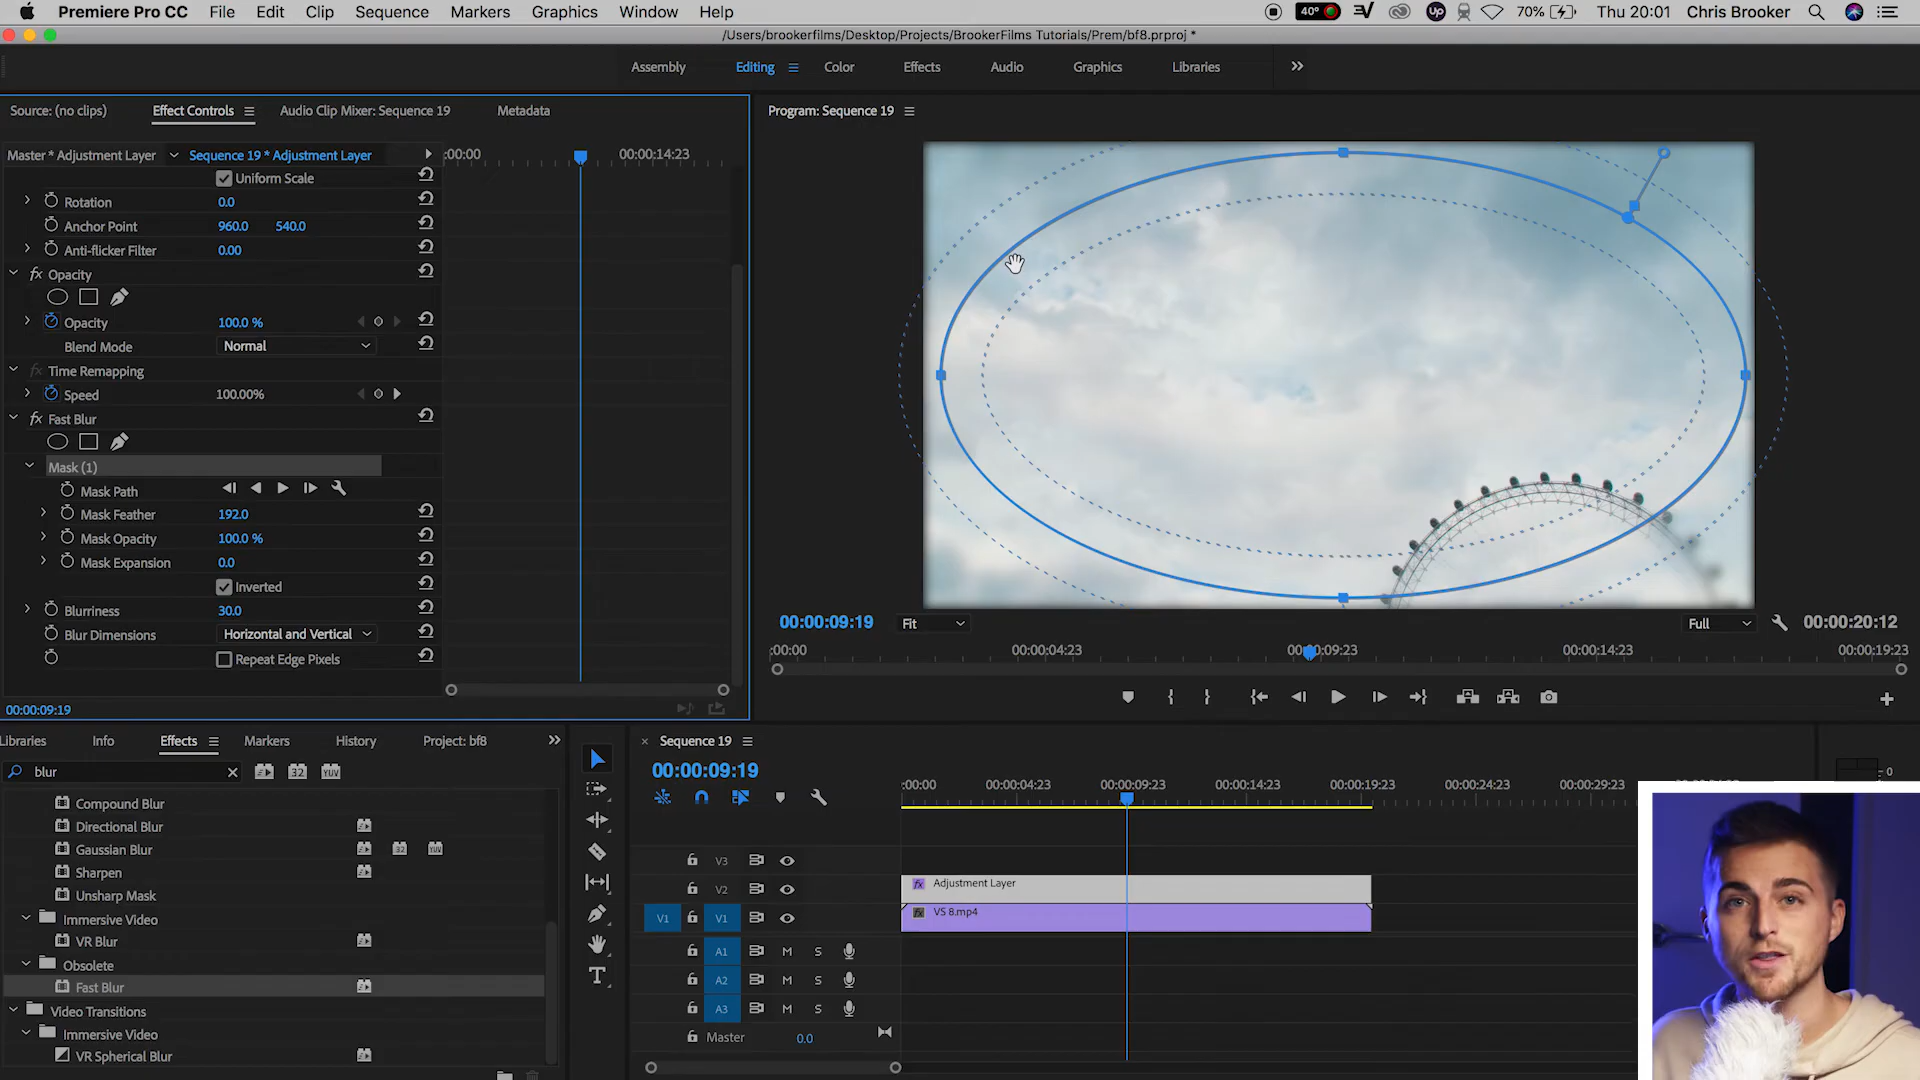 Premiere Pro CC File Edit Clip Sequence Markers Graphics Window Help 40° Up 70% Thu 20:01 Chris Brooker
/Users/brookerfilms/Desktop/Projects/BrookerFilms Tutorials/Prem/bf8.prproj *
Assembly Editing Color Effects Audio Graphics Libraries
Source: (no clips) Effect Controls Audio Clip Mixer: Sequence 19 Metadata
Program: Sequence 19
Master * Adjustment Layer Sequence 19 * Adjustment Layer :00:00 00:00:14:23
Uniform Scale
Rotation 0.0
Anchor Point 960.0 540.0
Anti-flicker Filter 0.00
fx Opacity
Opacity 100.0 %
Blend Mode Normal
fx Time Remapping
Speed 100.00%
fx Fast Blur
Mask (1)
Mask Path
Mask Feather 192.0
Mask Opacity 100.0 %
Mask Expansion 0.0
Inverted
Blurriness 30.0
Blur Dimensions Horizontal and Vertical
Repeat Edge Pixels
00:00:09:19
00:00:09:19 Fit Full 00:00:20:12
:00:00 00:00:04:23 00:00:09:23 00:00:14:23 00:00:19:23
Libraries Info Effects Markers History Project: bf8
blur 32 YUV
Compound Blur
Directional Blur
Gaussian Blur 32 YUV
Sharpen
Unsharp Mask
Immersive Video
VR Blur
Obsolete
Fast Blur
Video Transitions
Immersive Video
VR Spherical Blur
Sequence 19
00:00:09:19
:00:00 00:00:04:23 00:00:09:23 00:00:14:23 00:00:19:23 00:00:24:23 00:00:29:23
V3
V2 fx Adjustment Layer
V1 V1 fx VS 8.mp4
A1 M S
A2 M S
A3 M S
Master 0.0
0